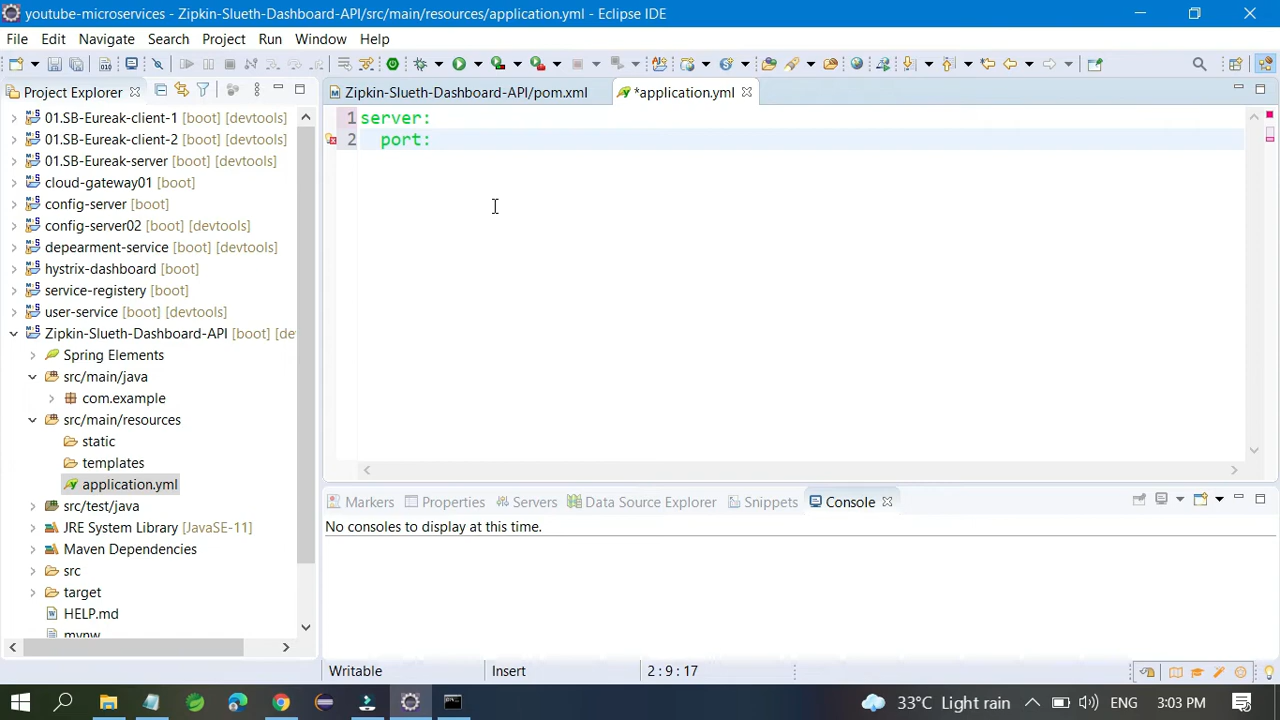 youtube-microservices - Zipkin-Slueth-Dashboard-API/src/main/resources/application.yml - Eclipse IDE
File Edit Navigate Search Project Run Window Help
Project Explorer
Zipkin-Slueth-Dashboard-API/pom.xml
*application.yml
01.SB-Eureak-client-1 [boot] [devtools]
01.SB-Eureak-client-2 [boot] [devtools]
01.SB-Eureak-server [boot] [devtools]
cloud-gateway01 [boot]
config-server [boot]
config-server02 [boot] [devtools]
depearment-service [boot] [devtools]
hystrix-dashboard [boot]
service-registery [boot]
user-service [boot] [devtools]
Zipkin-Slueth-Dashboard-API [boot] [de
Spring Elements
src/main/java
com.example
src/main/resources
static
templates
application.yml
src/test/java
JRE System Library [JavaSE-11]
Maven Dependencies
src
target
HELP.md
mvnw
1 server:
2 port:
Markers Properties Servers Data Source Explorer Snippets Console
No consoles to display at this time.
Writable Insert 2 : 9 : 17
33°C Light rain ENG 3:03 PM